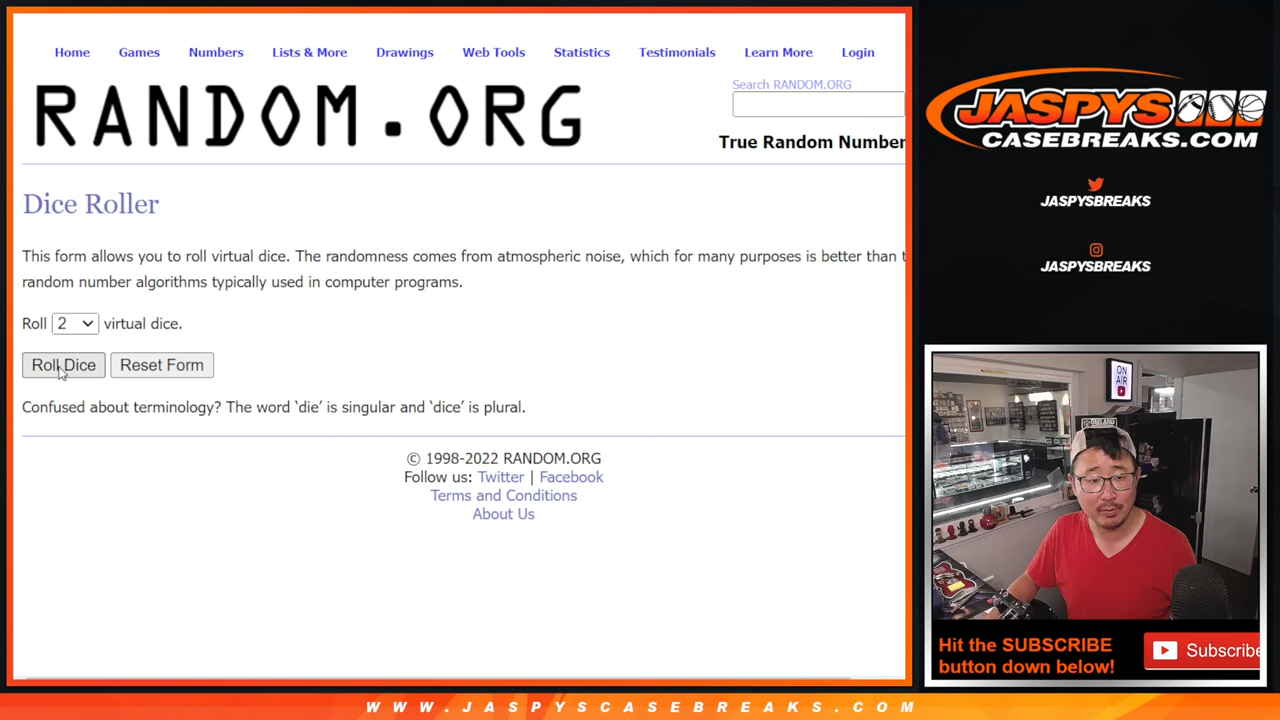 Home Games Numbers Lists & More Drawings Web Tools Statistics Testimonials Learn More Login
Search RANDOM.ORG
RANDOM.ORG
True Random Number
Dice Roller
This form allows you to roll virtual dice. The randomness comes from atmospheric noise, which for many purposes is better than
random number algorithms typically used in computer programs.
Roll 2 virtual dice.
Roll Dice Reset Form
Confused about terminology? The word ‘die’ is singular and ‘dice’ is plural.
© 1998-2022 RANDOM.ORG
Follow us: Twitter | Facebook
Terms and Conditions
About Us
JASPYS
CASEBREAKS.COM
JASPYSBREAKS
JASPYSBREAKS
ON
AIR
Hit the SUBSCRIBE
button down below!
Subscribe
WWW.JASPYSCASEBREAKS.COM